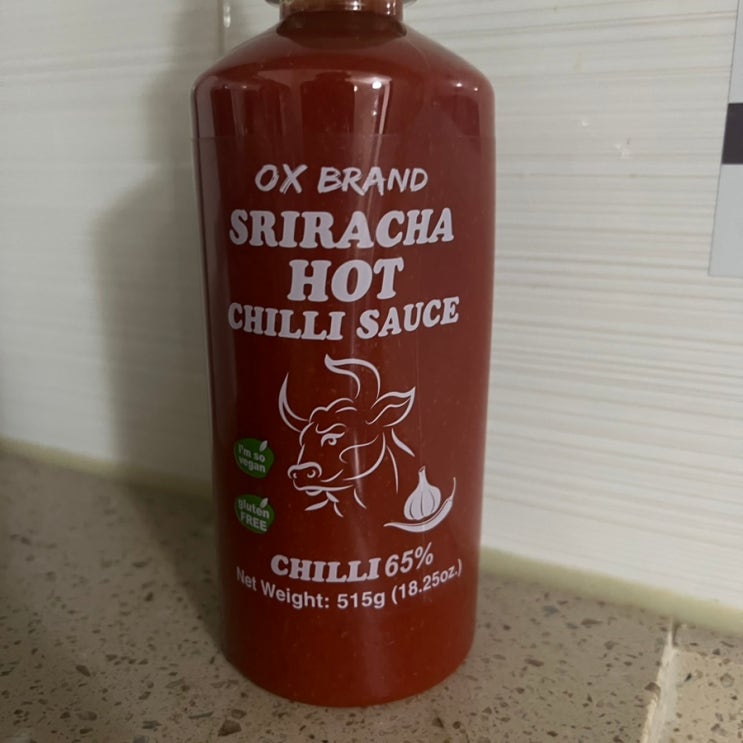 OX BRAND
SRIRACHA
HOT
CHILLI SAUCE
I'm so
vegan
gluten
FREE
CHILLI 65%
Net Weight: 515g (18.25oz.)